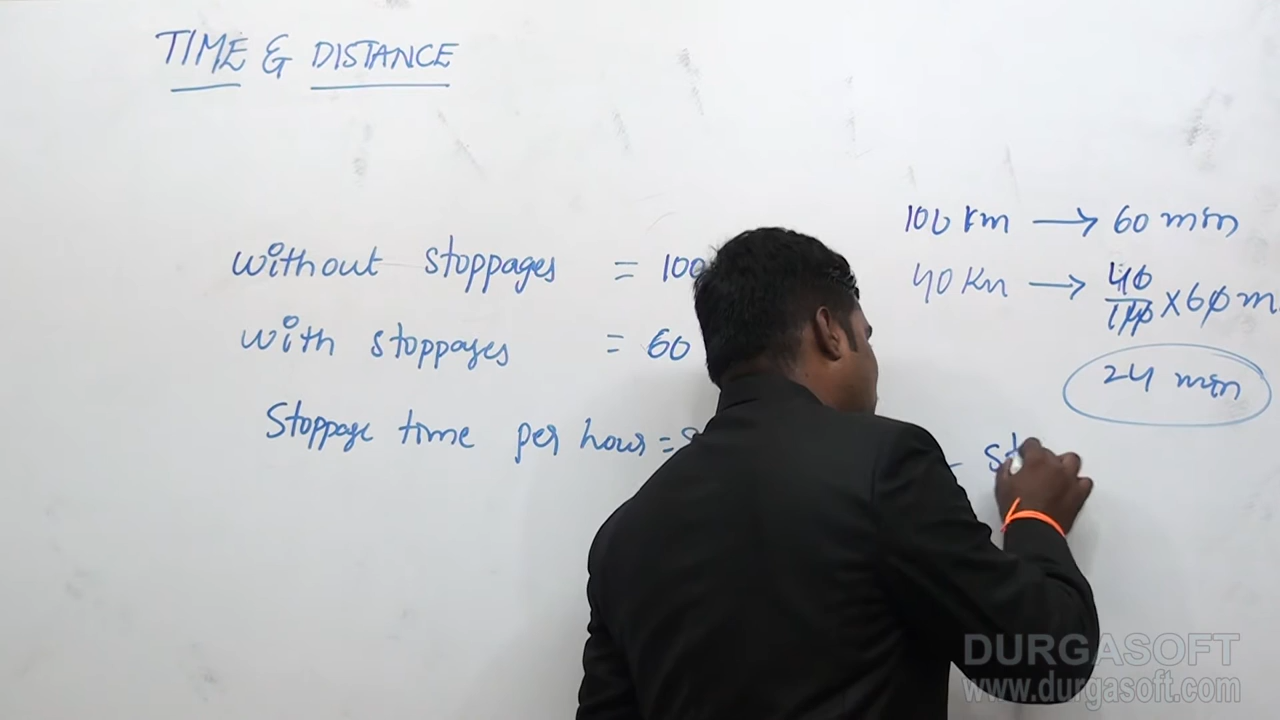 TIME & DISTANCE
without stoppages = 100
with stoppages = 60
Stoppage time per hour =
100 Km → 60 min
40 Km → 40/100 × 60 m
24 min
DURGASOFT
www.durgasoft.com